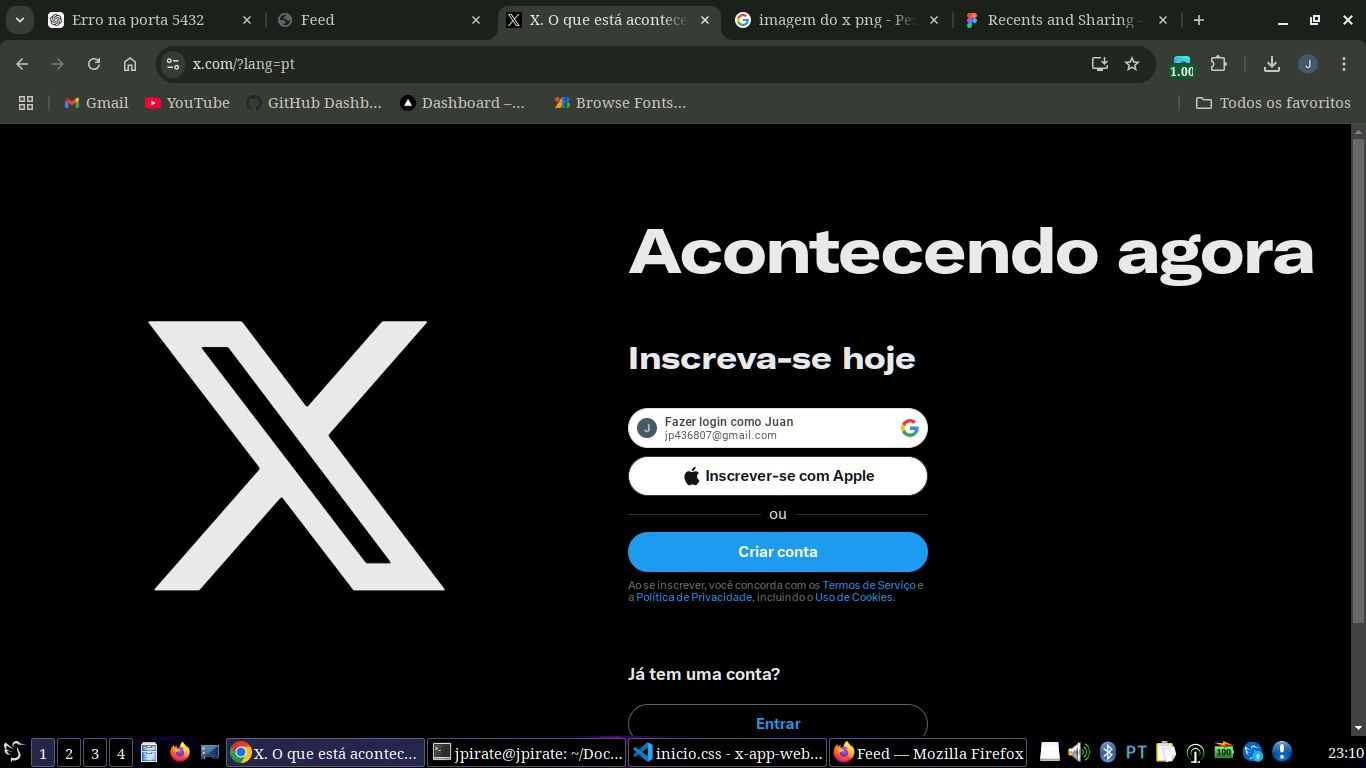 Erro na porta 5432
Feed
X. O que está acontece
imagem do x png - Pes
Recents and Sharing –
x.com/?lang=pt
1.00
J
Gmail
YouTube
GitHub Dashb...
Dashboard –...
Browse Fonts...
Todos os favoritos
Acontecendo agora
Inscreva-se hoje
J
Fazer login como Juan
jp436807@gmail.com
Inscrever-se com Apple
ou
Criar conta
Ao se inscrever, você concorda com os Termos de Serviço e
a Política de Privacidade, incluindo o Uso de Cookies.
Já tem uma conta?
Entrar
1
2
3
4
X. O que está acontec...
jpirate@jpirate: ~/Doc...
inicio.css - x-app-web...
Feed — Mozilla Firefox
PT
100
23:10